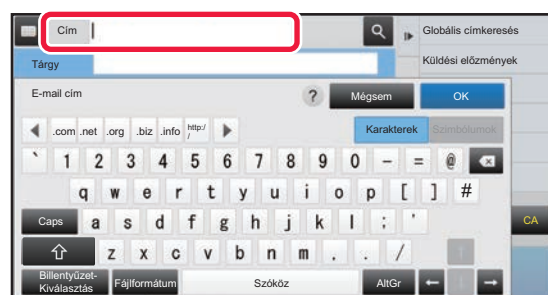 Cím
Globális címkeresés
Tárgy
Küldési előzmények
E-mail cím ? Mégsem OK
.com .net .org .biz .info http:/
/
Karakterek Szimbólumok
` 1 2 3 4 5 6 7 8 9 0 - = @
q w e r t y u i o p [ ] #
Caps a s d f g h j k l ; ' CA
z x c v b n m . . /
Billentyűzet-
Kiválasztás Fájlformátum Szóköz AltGr